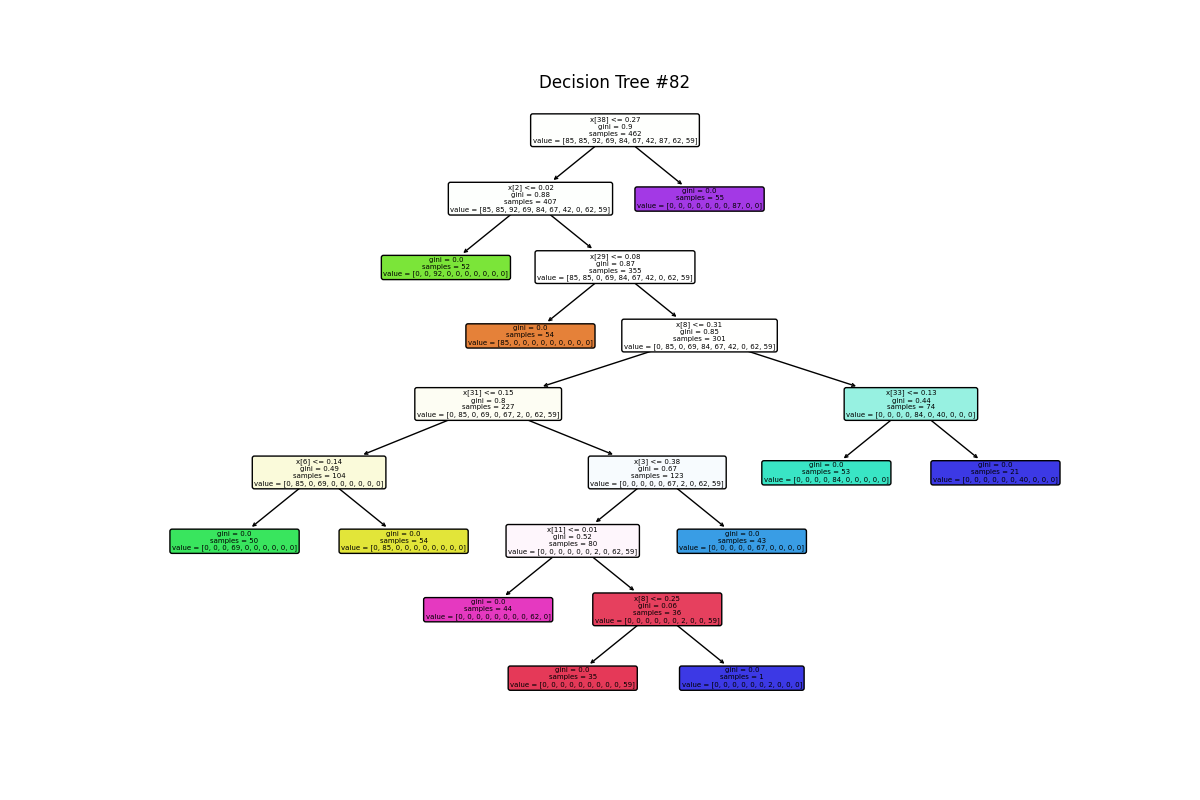 Decision Tree #82
x[38] <= 0.27
gini = 0.9
samples = 462
value = [85, 85, 92, 69, 84, 67, 42, 87, 62, 59]
x[2] <= 0.02
gini = 0.88
samples = 407
value = [85, 85, 92, 69, 84, 67, 42, 0, 62, 59]
gini = 0.0
samples = 55
value = [0, 0, 0, 0, 0, 0, 0, 87, 0, 0]
gini = 0.0
samples = 52
value = [0, 0, 92, 0, 0, 0, 0, 0, 0, 0]
x[29] <= 0.08
gini = 0.87
samples = 355
value = [85, 85, 0, 69, 84, 67, 42, 0, 62, 59]
gini = 0.0
samples = 54
value = [85, 0, 0, 0, 0, 0, 0, 0, 0, 0]
x[8] <= 0.31
gini = 0.85
samples = 301
value = [0, 85, 0, 69, 84, 67, 42, 0, 62, 59]
x[31] <= 0.15
gini = 0.8
samples = 227
value = [0, 85, 0, 69, 0, 67, 2, 0, 62, 59]
x[33] <= 0.13
gini = 0.44
samples = 74
value = [0, 0, 0, 0, 84, 0, 40, 0, 0, 0]
x[6] <= 0.14
gini = 0.49
samples = 104
value = [0, 85, 0, 69, 0, 0, 0, 0, 0, 0]
x[3] <= 0.38
gini = 0.67
samples = 123
value = [0, 0, 0, 0, 0, 67, 2, 0, 62, 59]
gini = 0.0
samples = 53
value = [0, 0, 0, 0, 84, 0, 0, 0, 0, 0]
gini = 0.0
samples = 21
value = [0, 0, 0, 0, 0, 0, 40, 0, 0, 0]
gini = 0.0
samples = 50
value = [0, 0, 0, 69, 0, 0, 0, 0, 0, 0]
gini = 0.0
samples = 54
value = [0, 85, 0, 0, 0, 0, 0, 0, 0, 0]
x[11] <= 0.01
gini = 0.52
samples = 80
value = [0, 0, 0, 0, 0, 0, 2, 0, 62, 59]
gini = 0.0
samples = 43
value = [0, 0, 0, 0, 0, 67, 0, 0, 0, 0]
gini = 0.0
samples = 44
value = [0, 0, 0, 0, 0, 0, 0, 0, 62, 0]
x[8] <= 0.25
gini = 0.06
samples = 36
value = [0, 0, 0, 0, 0, 0, 2, 0, 0, 59]
gini = 0.0
samples = 35
value = [0, 0, 0, 0, 0, 0, 0, 0, 0, 59]
gini = 0.0
samples = 1
value = [0, 0, 0, 0, 0, 0, 2, 0, 0, 0]